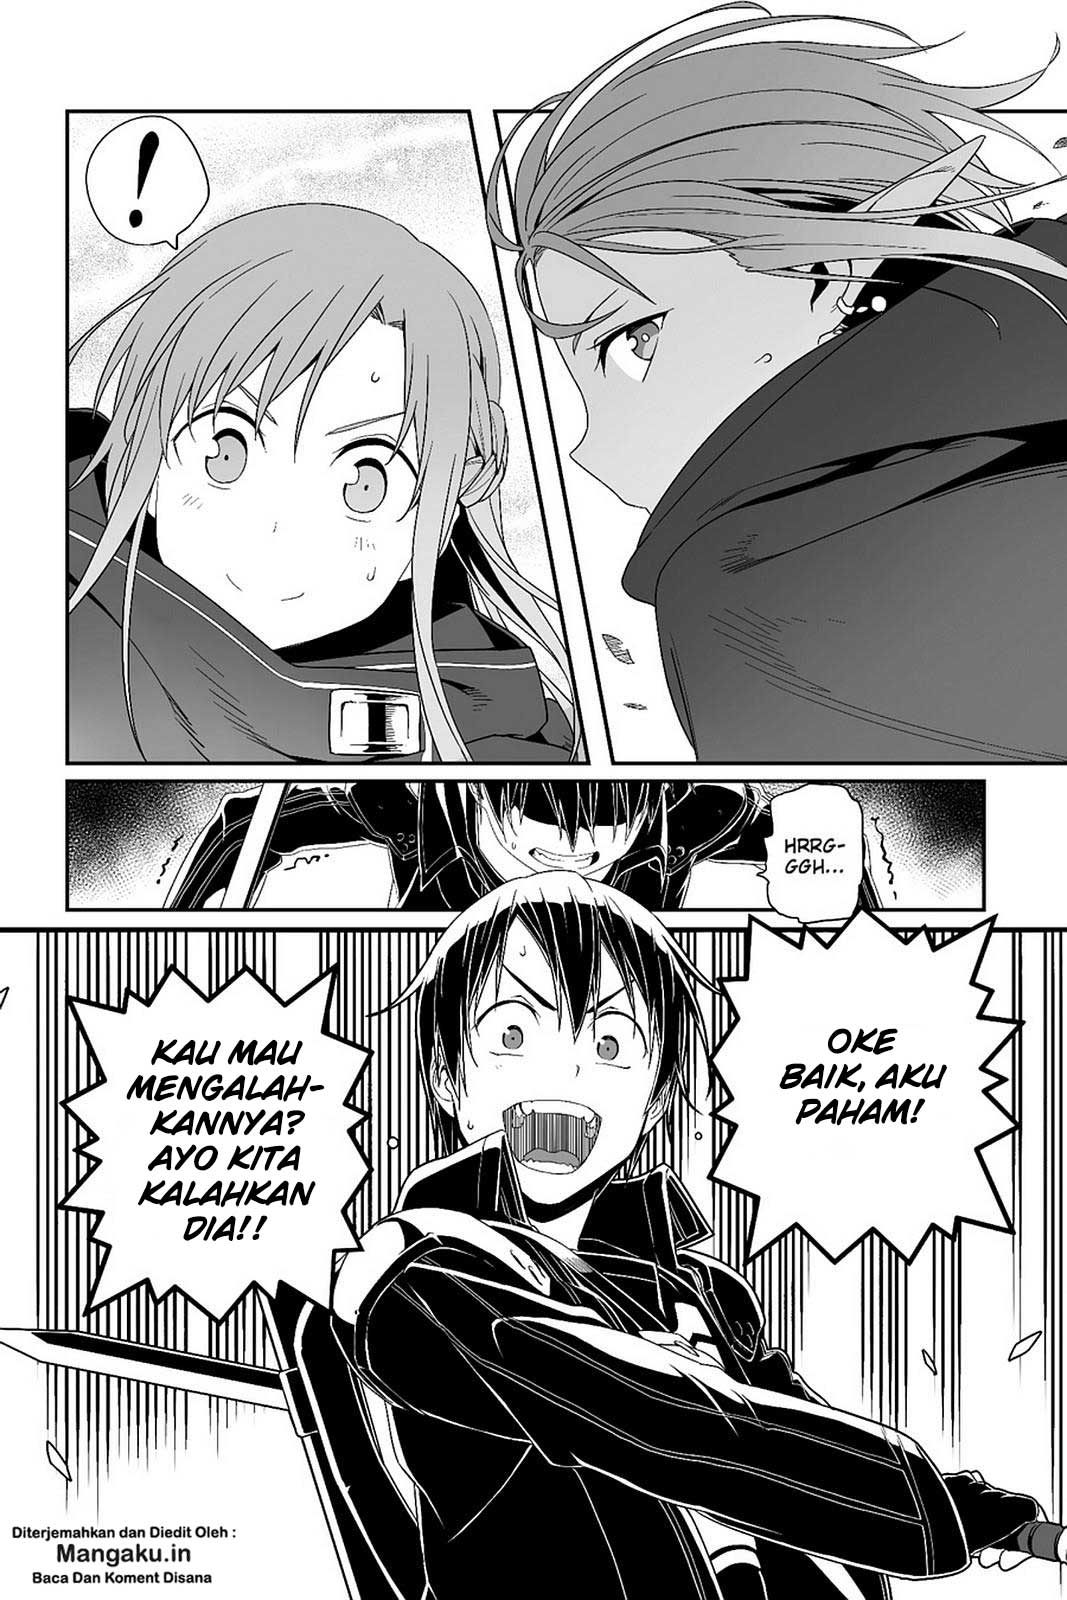 !
HRRG-
GGH...
OKE
BAIK, AKU
PAHAM!
KAU MAU
MENGALAH-
KANNYA?
AYO KITA
KALAHKAN
DIA!!
Diterjemahkan dan Diedit Oleh :
Mangaku.in
Baca Dan Koment Disana